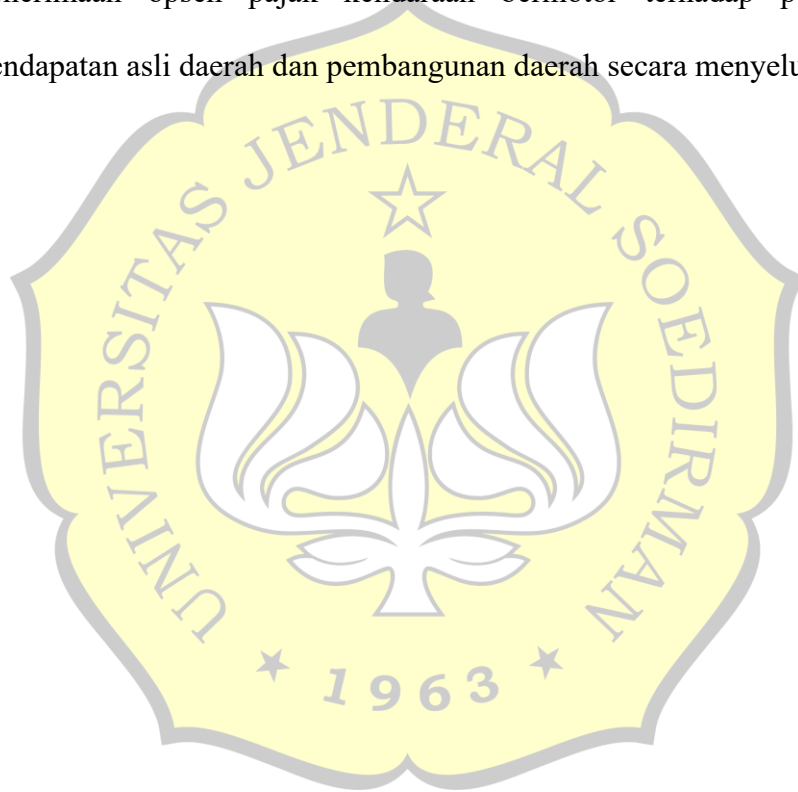 opsen pajak kendaraan bermotor terhadap
endapatan asli daerah dan pembangunan daerah secara menyelu
UNIVERSITAS JENDERAL SOEDIRMAN
1963